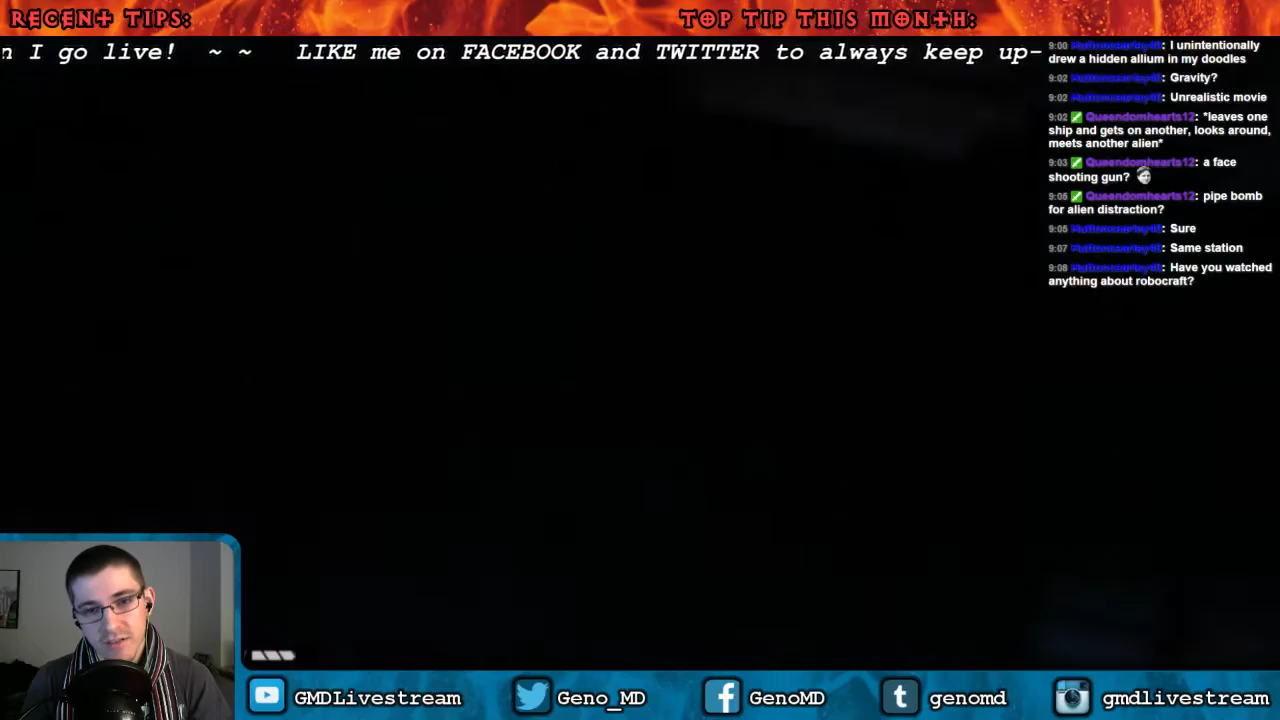 RECENT TIPS:
TOP TIP THIS MONTH:
n I go live! ~ ~ LIKE me on FACEBOOK and TWITTER to always keep up-
9:00 : I unintentionally
drew a hidden allium in my doodles
9:02 : Gravity?
9:02 : Unrealistic movie
9:02 Queendomhearts12: *leaves one
ship and gets on another, looks around,
meets another alien*
9:03 Queendomhearts12: a face
shooting gun?
9:05 Queendomhearts12: pipe bomb
for alien distraction?
9:05 : Sure
9:07 : Same station
9:08 : Have you watched
anything about robocraft?
GMDLivestream
Geno_MD
GenoMD
genomd
gmdlivestream